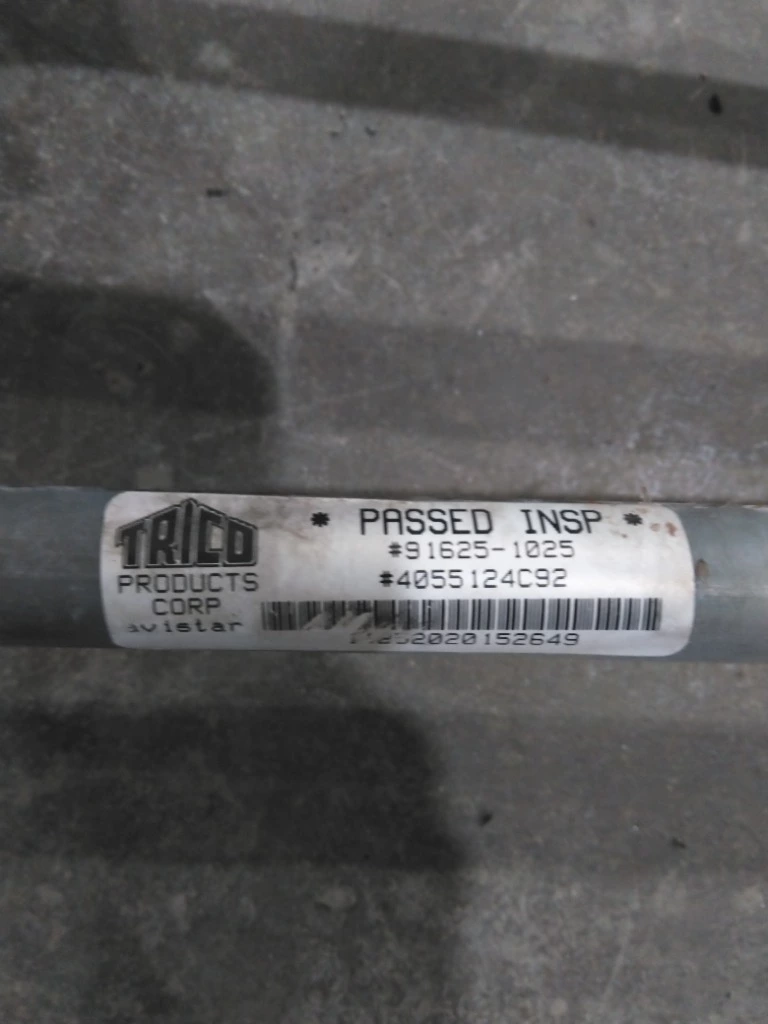 TRICO
PRODUCTS
CORP
avistar
* PASSED INSP *
#91625-1025
#4055124C92